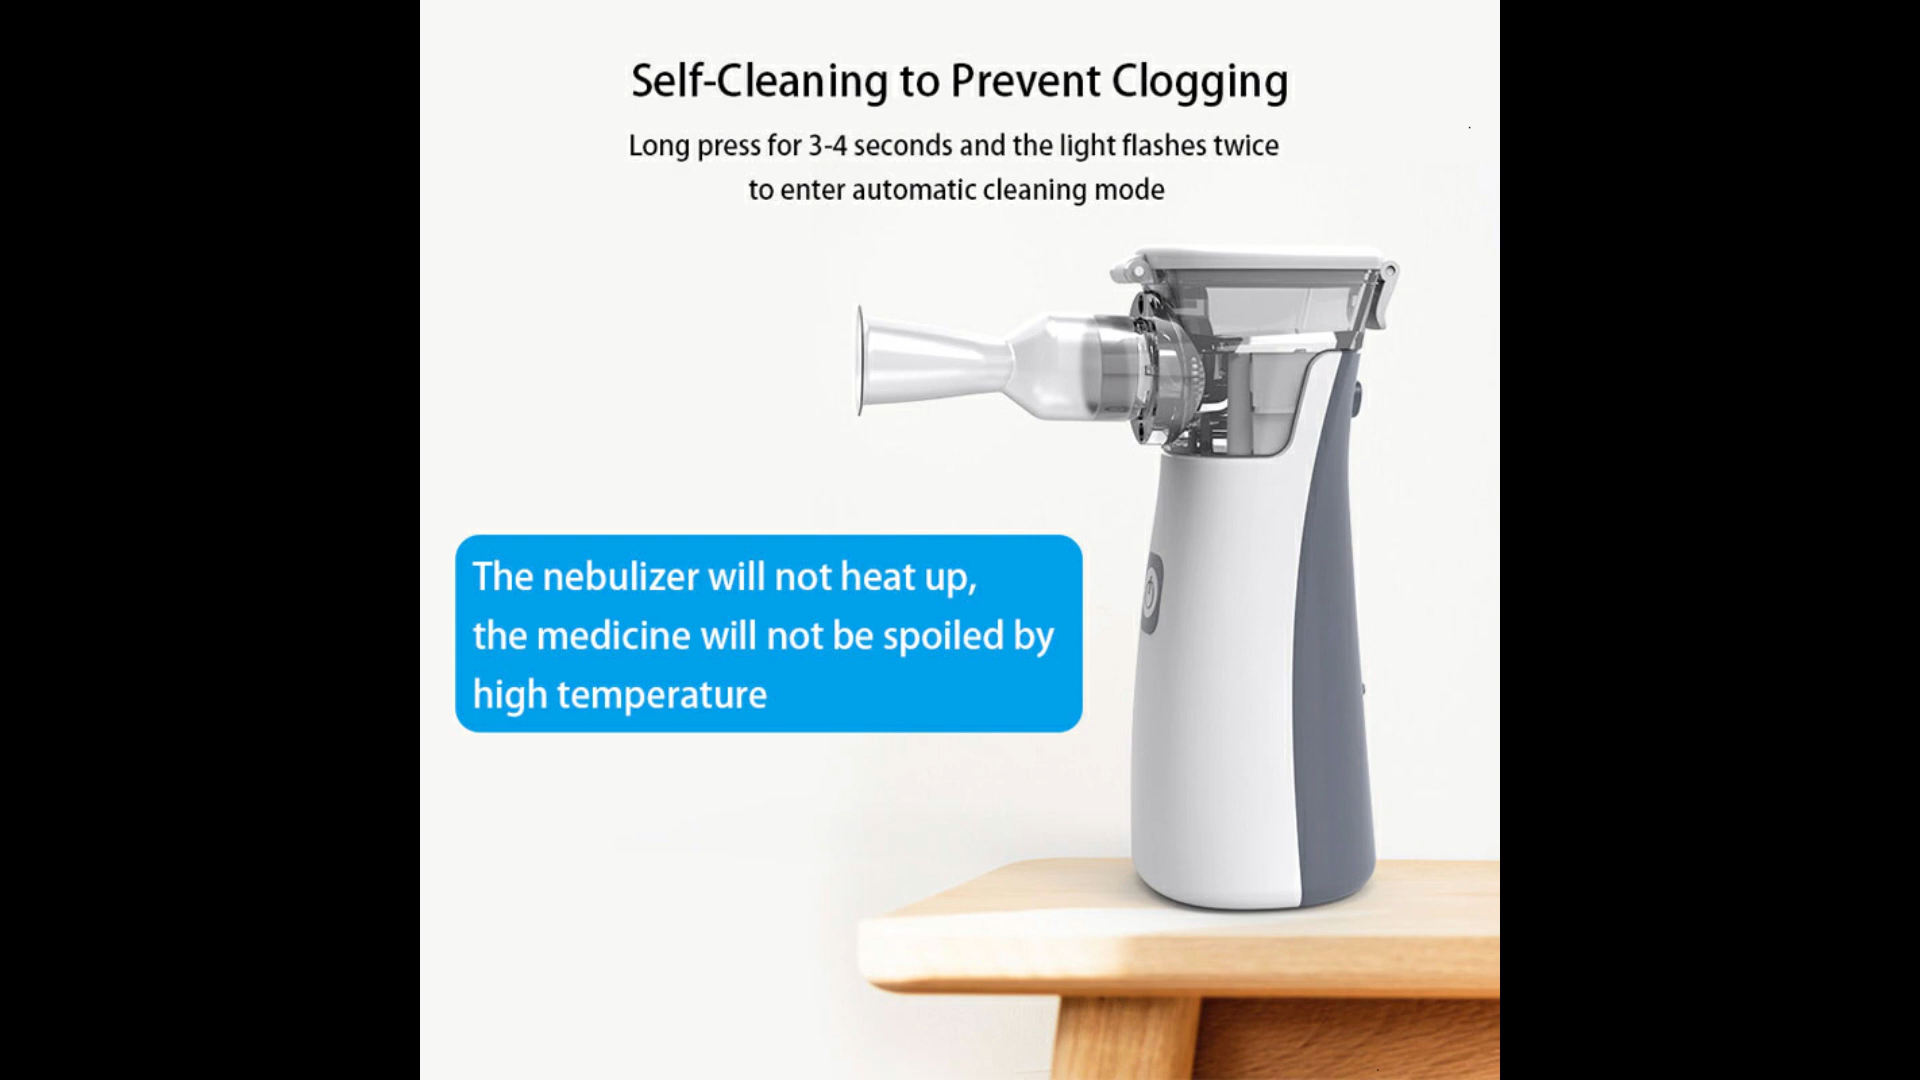 Self-Cleaning to Prevent Clogging
Long press for 3-4 seconds and the light flashes twice
to enter automatic cleaning mode
The nebulizer will not heat up,
the medicine will not be spoiled by
high temperature